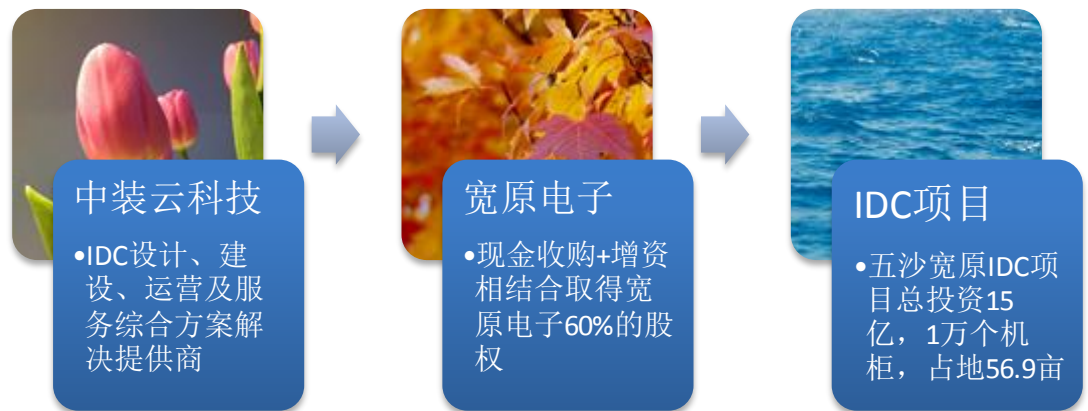 中装云科技
•IDC设计、建
设、运营及服
务综合方案解
决提供商
宽原电子
•现金收购+增资
相结合取得宽
原电子60%的股
权
IDC项目
•五沙宽原IDC项
目总投资15
亿，1万个机
柜，占地56.9亩